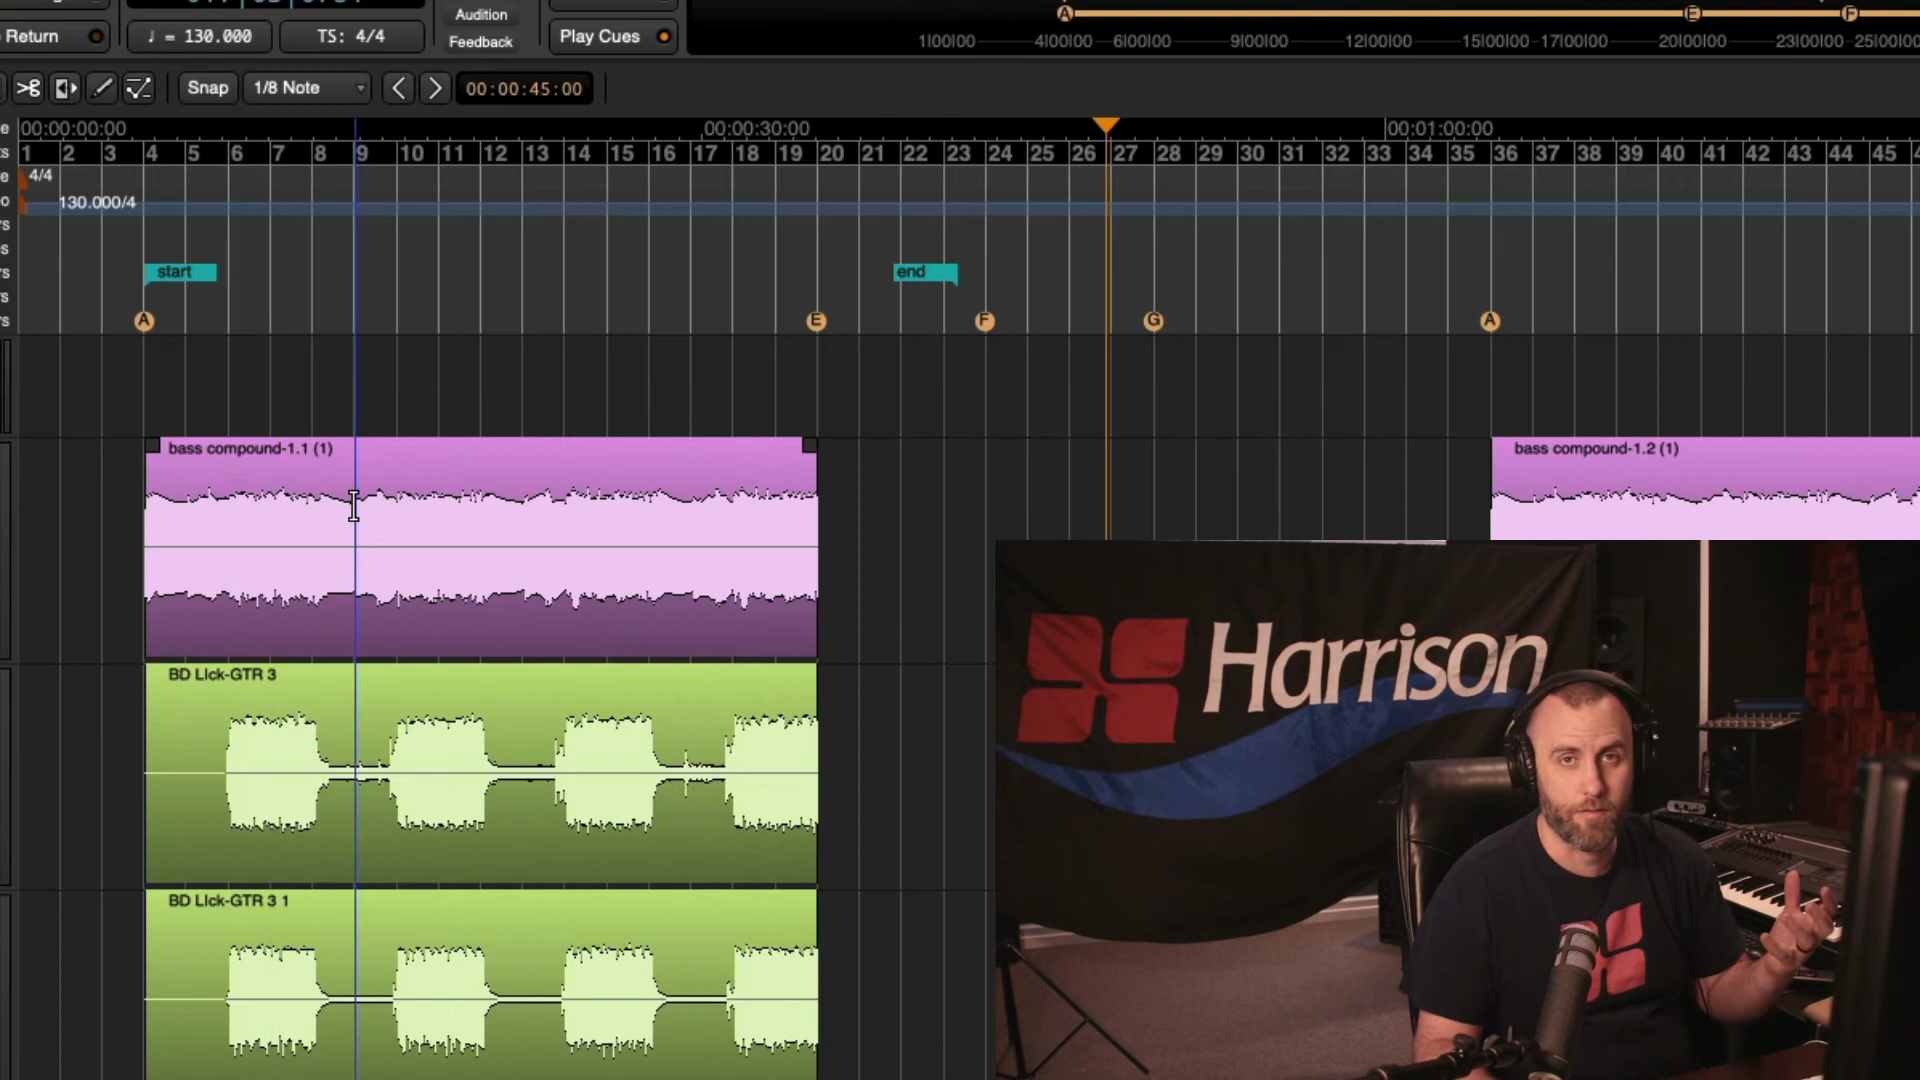 Return
♩ = 130.000
TS: 4/4
Audition
Feedback
Play Cues
A E F
1|00|00 4|00|00 6|00|00 9|00|00 12|00|00 15|00|00 17|00|00 20|00|00 23|00|00 25|00|00
Snap
1/8 Note
00:00:45:00
00:00:00:00 00:00:30:00 00:01:00:00
1 2 3 4 5 6 7 8 9 10 11 12 13 14 15 16 17 18 19 20 21 22 23 24 25 26 27 28 29 30 31 32 33 34 35 36 37 38 39 40 41 42 43 44 45
4/4
130.000/4
start end
A E F G A
bass compound-1.1 (1) bass compound-1.2 (1)
BD LIck-GTR 3
BD LIck-GTR 3 1
Harrison